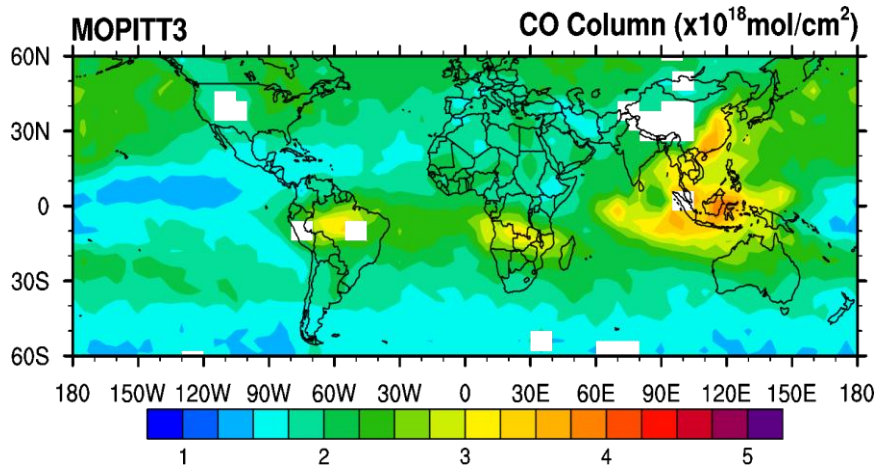 MOPITT3 CO Column (x10¹⁸mol/cm²)
60N
30N
0
30S
60S
180 150W 120W 90W 60W 30W 0 30E 60E 90E 120E 150E 180
1 2 3 4 5